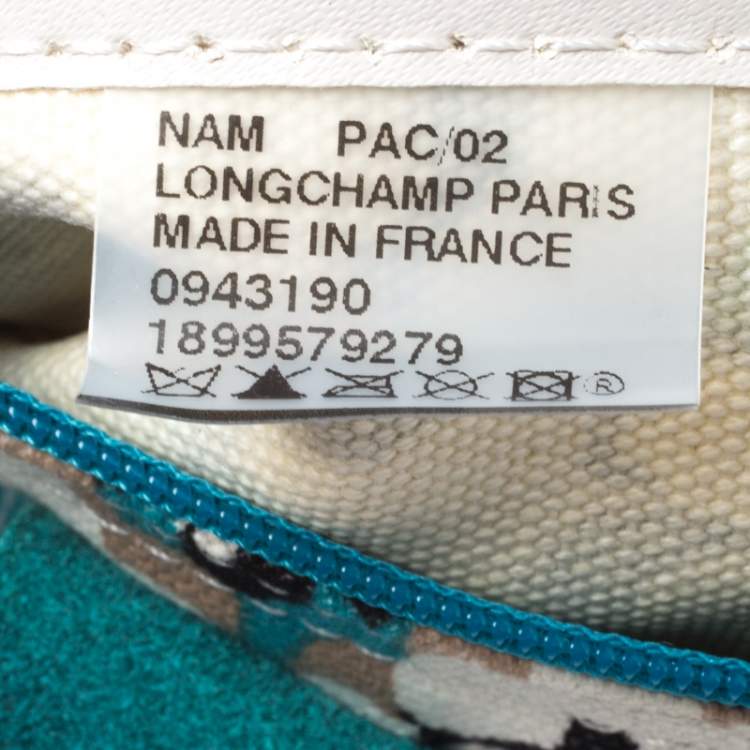 NAM PAC/02
LONGCHAMP PARIS
MADE IN FRANCE
0943190
1899579279
®